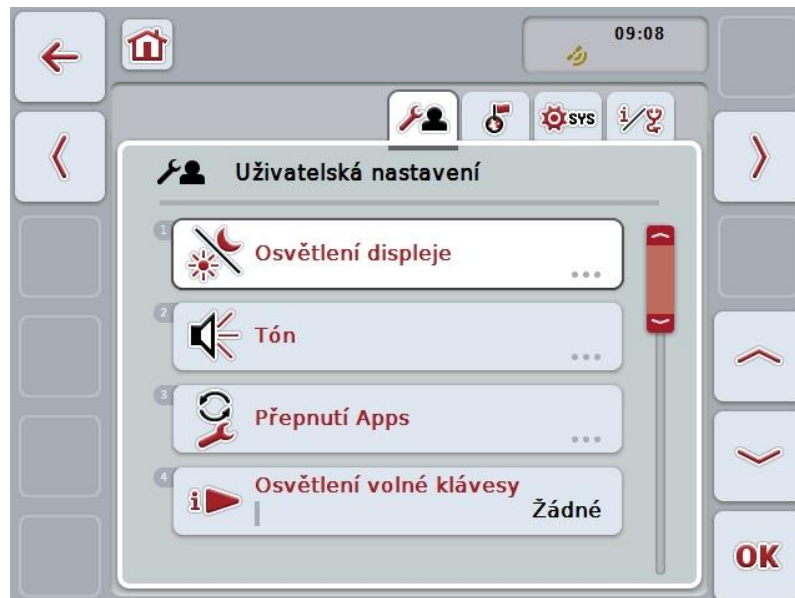 09:08
SYS
i/
Uživatelská nastavení
1
Osvětlení displeje
2
Tón
3
Přepnutí Apps
4
Osvětlení volné klávesy
i
Žádné
OK